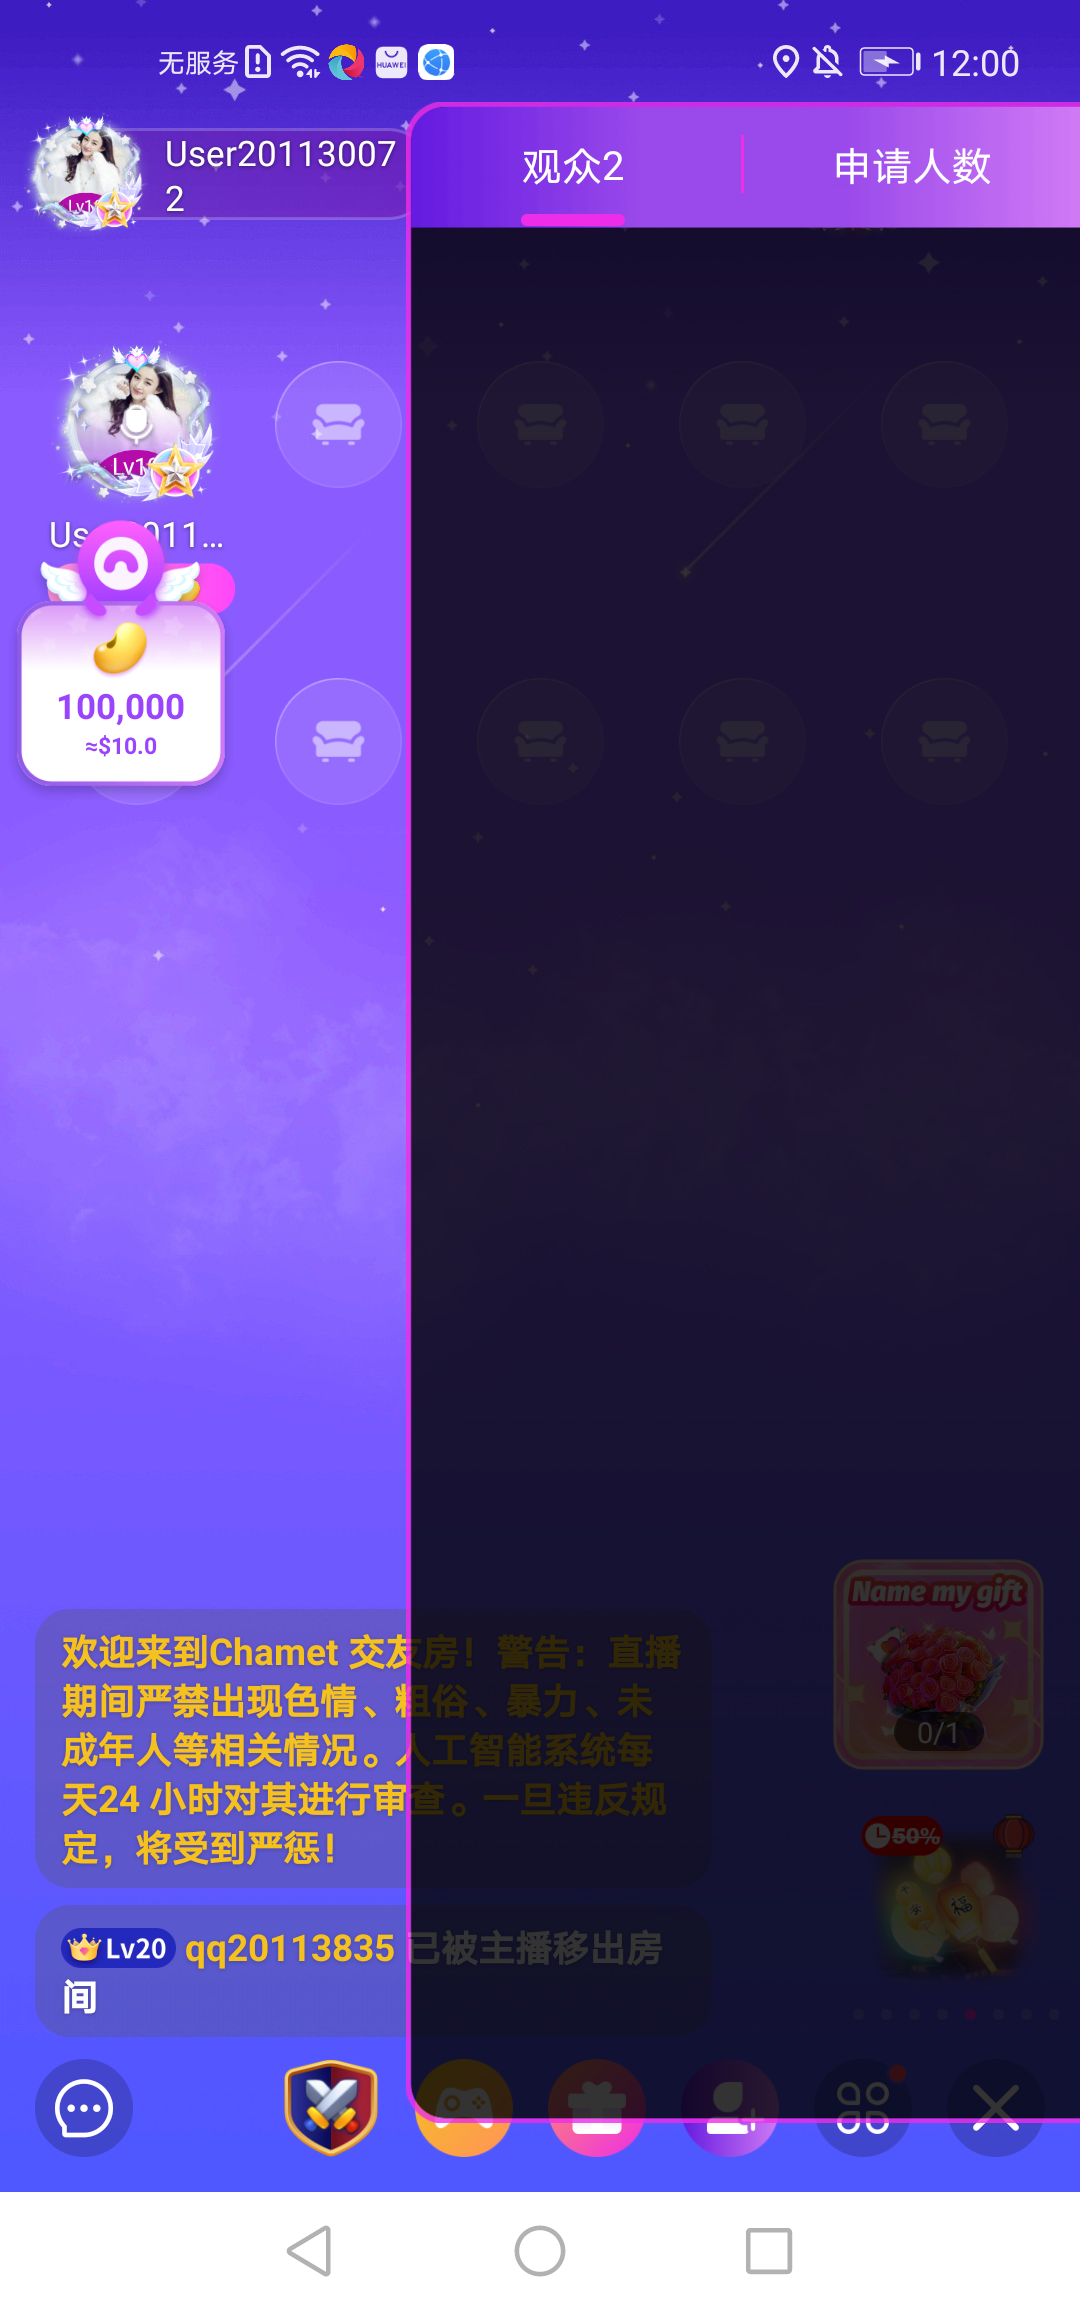 无服务
HUAWEI
12:00
User20113007
2
观众2
申请人数
Lv1
Us
011...
100,000
≈$10.0
Name my gift
0/1
欢迎来到Chamet 交友房！警告：直播
期间严禁出现色情、粗俗、暴力、未
成年人等相关情况。人工智能系统每
天24 小时对其进行审查。一旦违反规
定，将受到严惩！
50%
福
Lv20 qq20113835 已被主播移出房
间